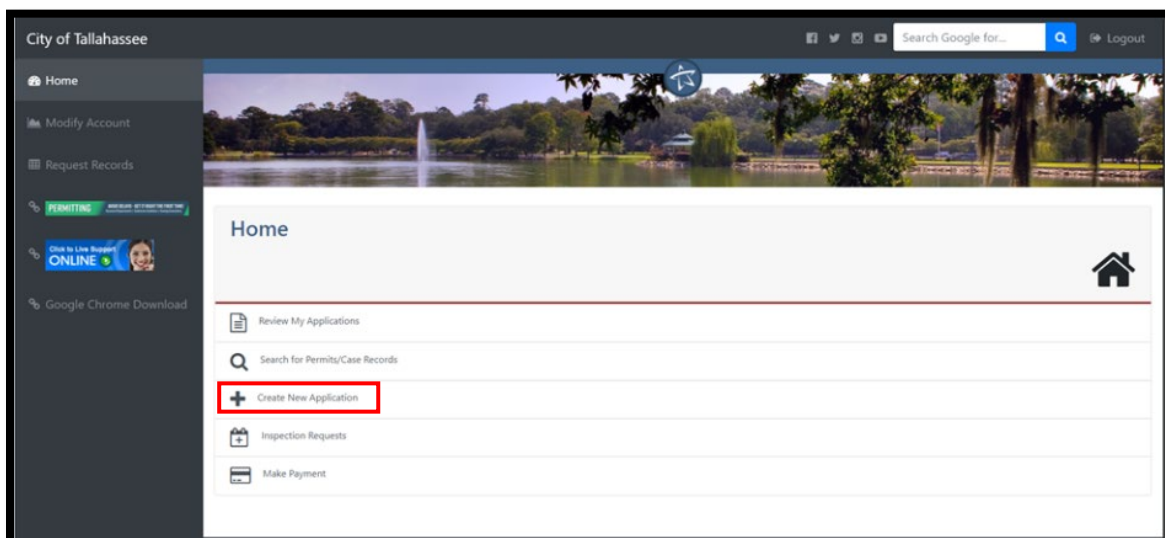 City of Tallahassee
Search Google for...
Logout
Home
Modify Account
Request Records
PERMITTING
Click to Live Support
ONLINE
Google Chrome Download
Home
Review My Applications
Search for Permits/Case Records
Create New Application
Inspection Requests
Make Payment